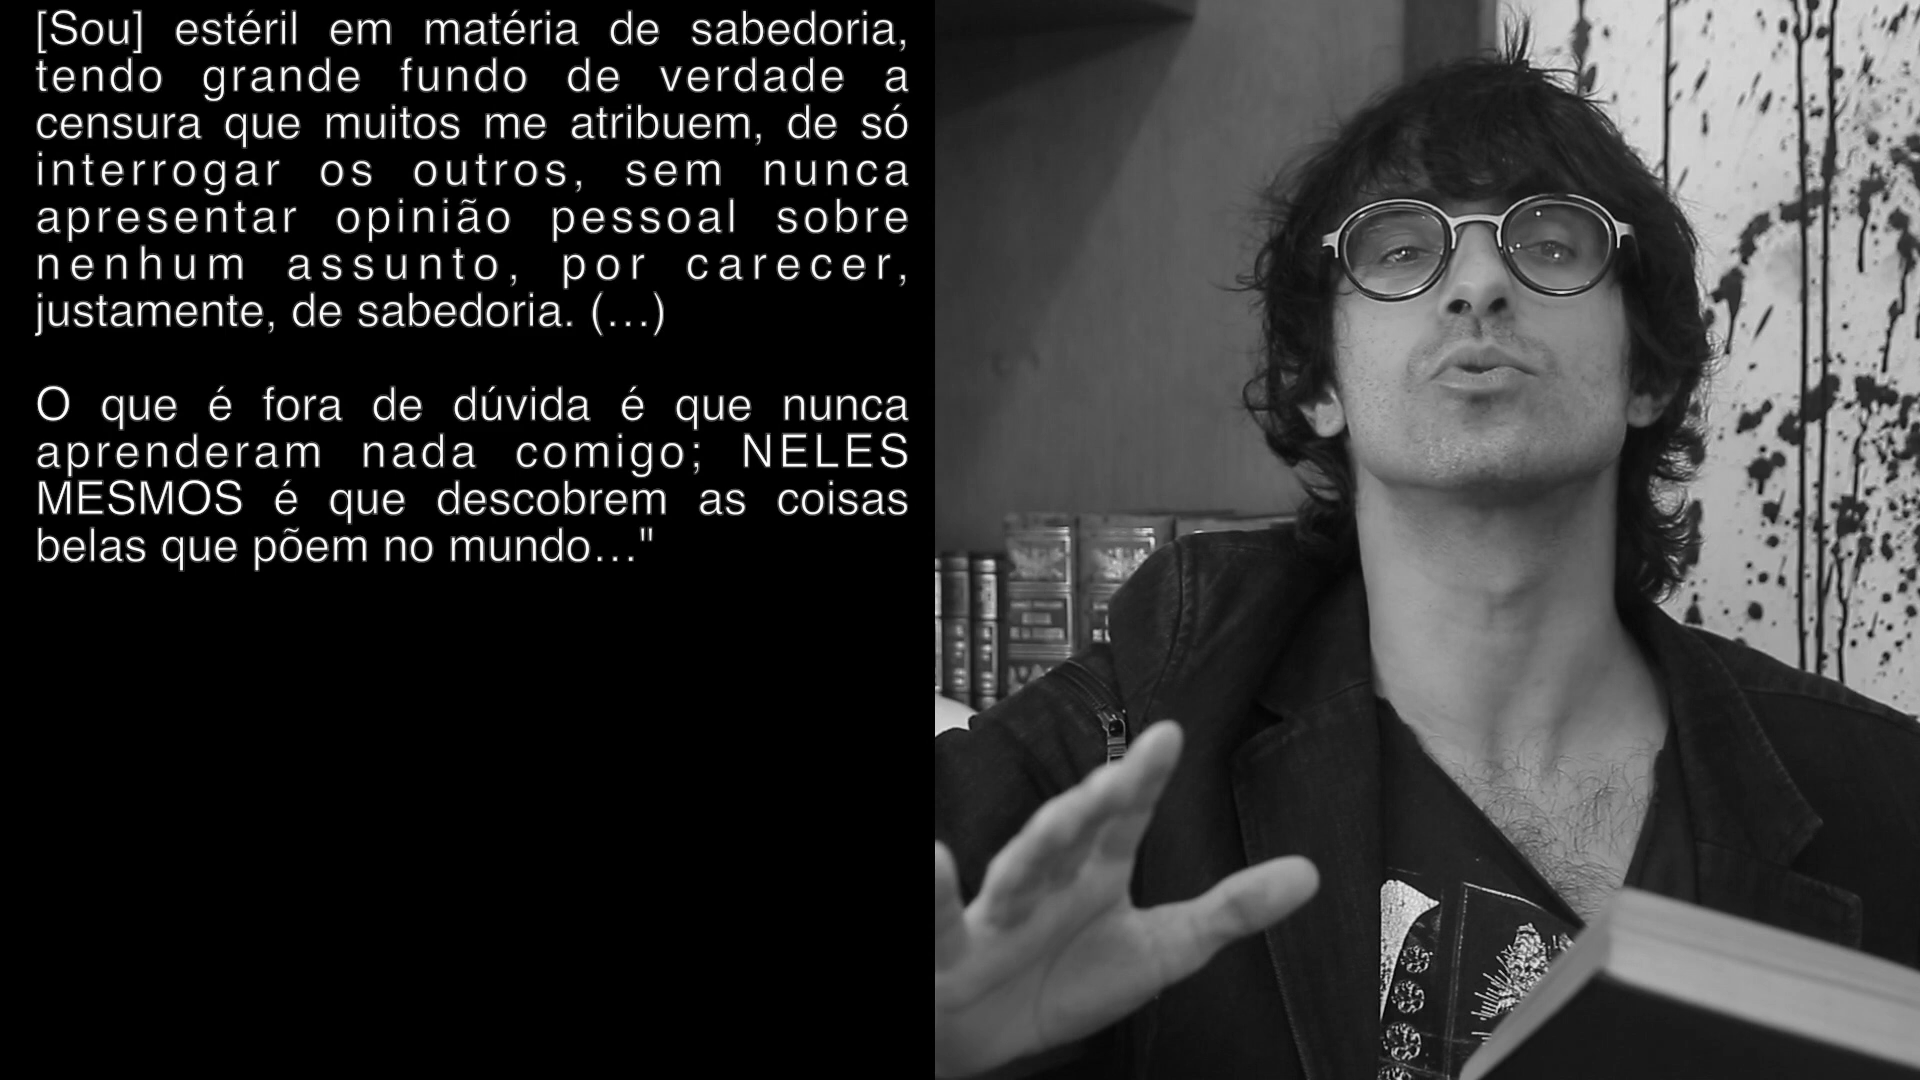 [Sou] estéril em matéria de sabedoria,
tendo grande fundo de verdade a
censura que muitos me atribuem, de só
interrogar os outros, sem nunca
apresentar opinião pessoal sobre
nenhum assunto, por carecer,
justamente, de sabedoria. (…)
O que é fora de dúvida é que nunca
aprenderam nada comigo; NELES
MESMOS é que descobrem as coisas
belas que põem no mundo…"